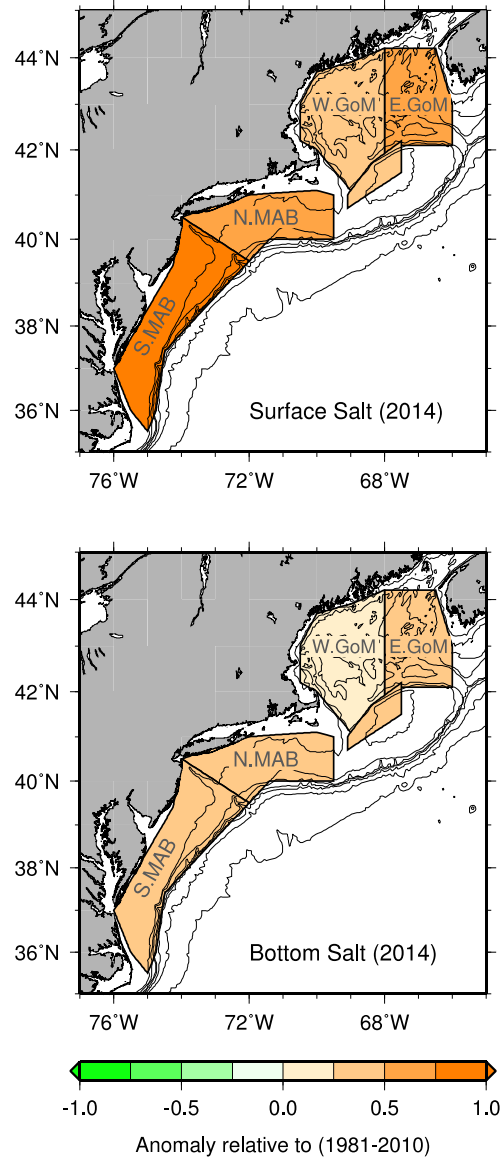 44°N
42°N
40°N
38°N
36°N
W.GoM
E.GoM
N.MAB
S.MAB
Surface Salt (2014)
76°W
72°W
68°W
44°N
42°N
40°N
38°N
36°N
W.GoM
E.GoM
N.MAB
S.MAB
Bottom Salt (2014)
76°W
72°W
68°W
-1.0
-0.5
0.0
0.5
1.0
Anomaly relative to (1981-2010)